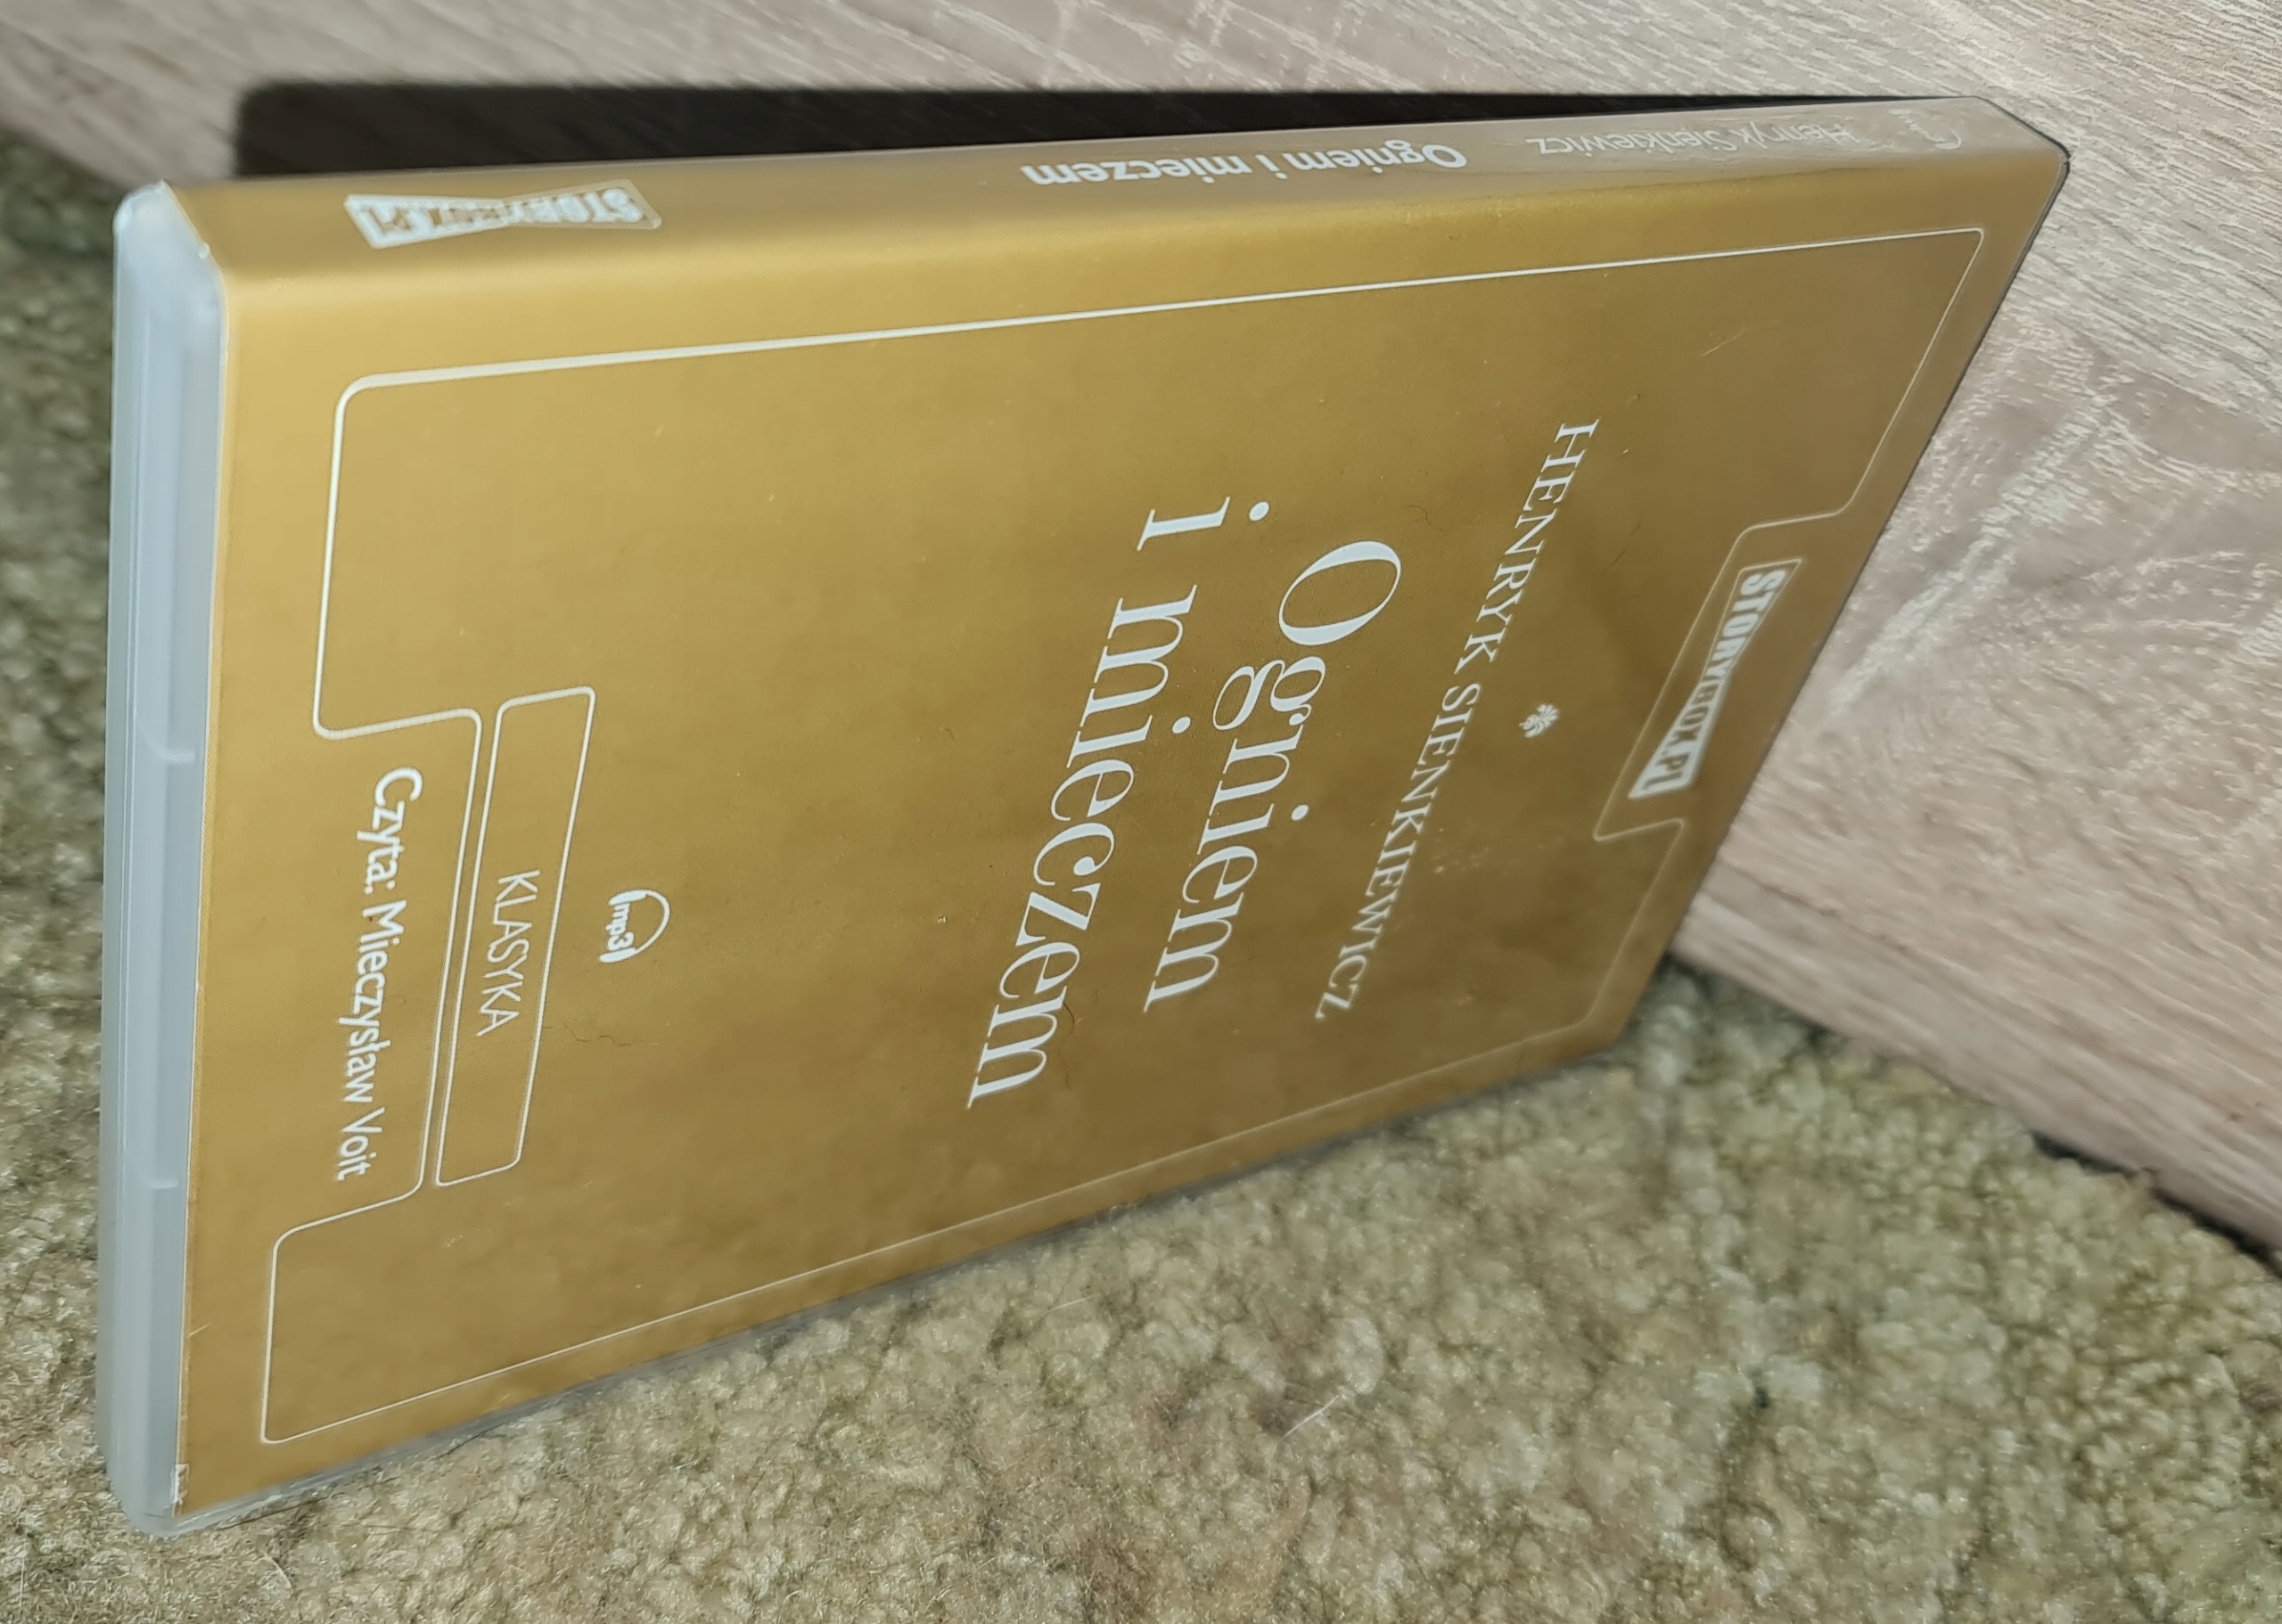 STORYBOX.PL
HENRYK SIENKIEWICZ
Ogniem
i mieczem
mp3
KLASYKA
Czyta: Mieczysław Voit
Henryk Sienkiewicz
Ogniem i mieczem
STORYBOX.PL